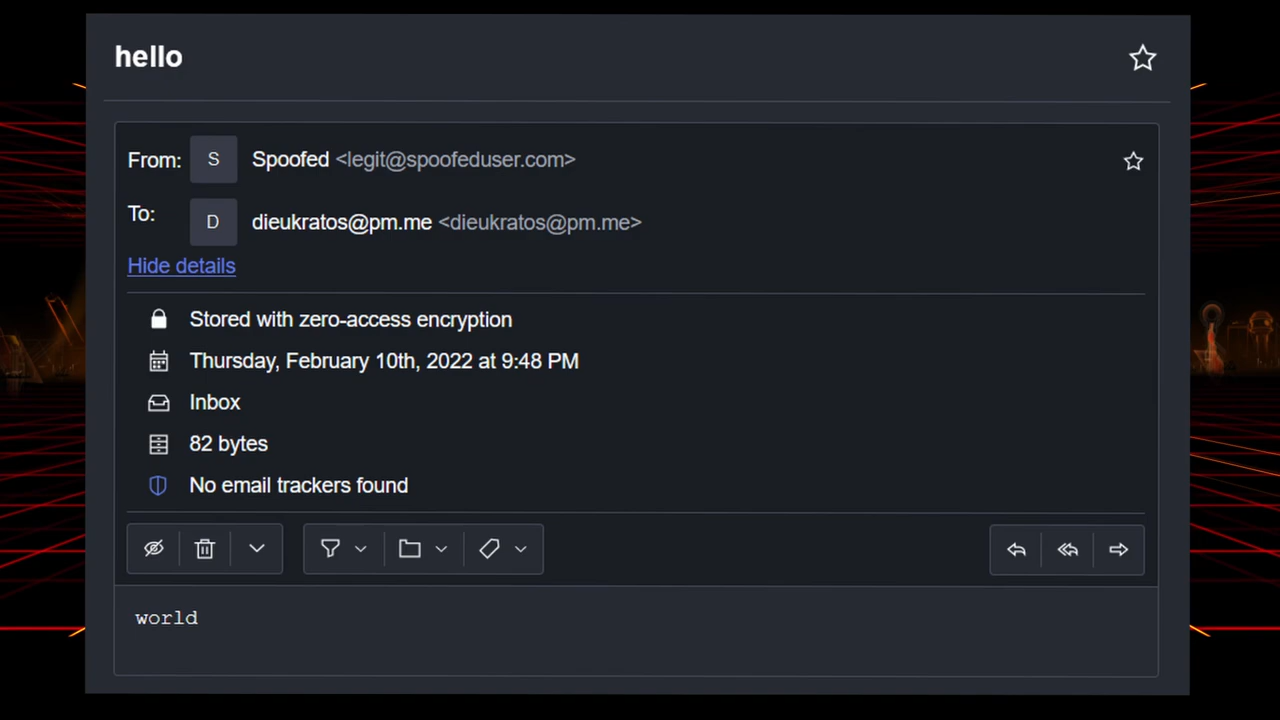 hello
From: S Spoofed <legit@spoofeduser.com>
To: D dieukratos@pm.me <dieukratos@pm.me>
Hide details
Stored with zero-access encryption
Thursday, February 10th, 2022 at 9:48 PM
Inbox
82 bytes
No email trackers found
world